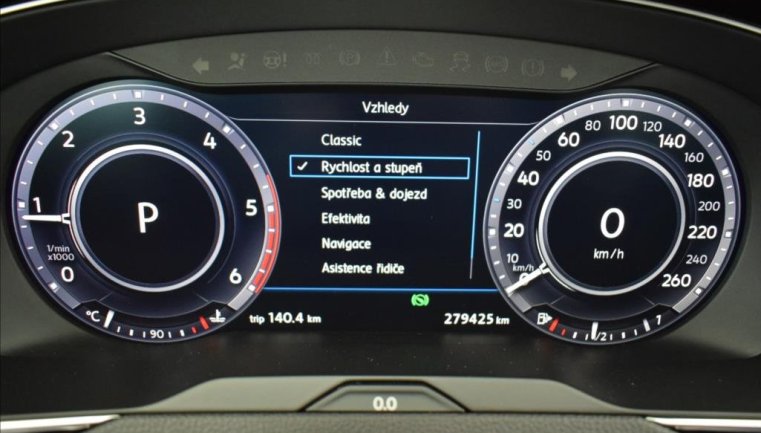 Vzhledy
Classic
Rychlost a stupeň
Spotřeba & dojezd
Efektivita
Navigace
Asistence řidiče
0
1
2
3
4
5
6
1/min
x1000
P
0
km/h
km/h
10
20
30
40
50
60
80
100
120
140
160
180
200
220
240
260
°C
90
trip 140.4 km
279425 km
1/2
1
0.0